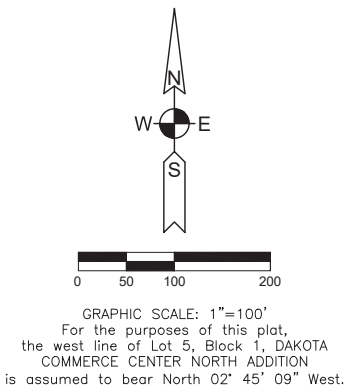 N
W E
S
0 50 100 200
GRAPHIC SCALE: 1"=100'
For the purposes of this plat,
the west line of Lot 5, Block 1, DAKOTA
COMMERCE CENTER NORTH ADDITION
is assumed to bear North 02° 45' 09" West.